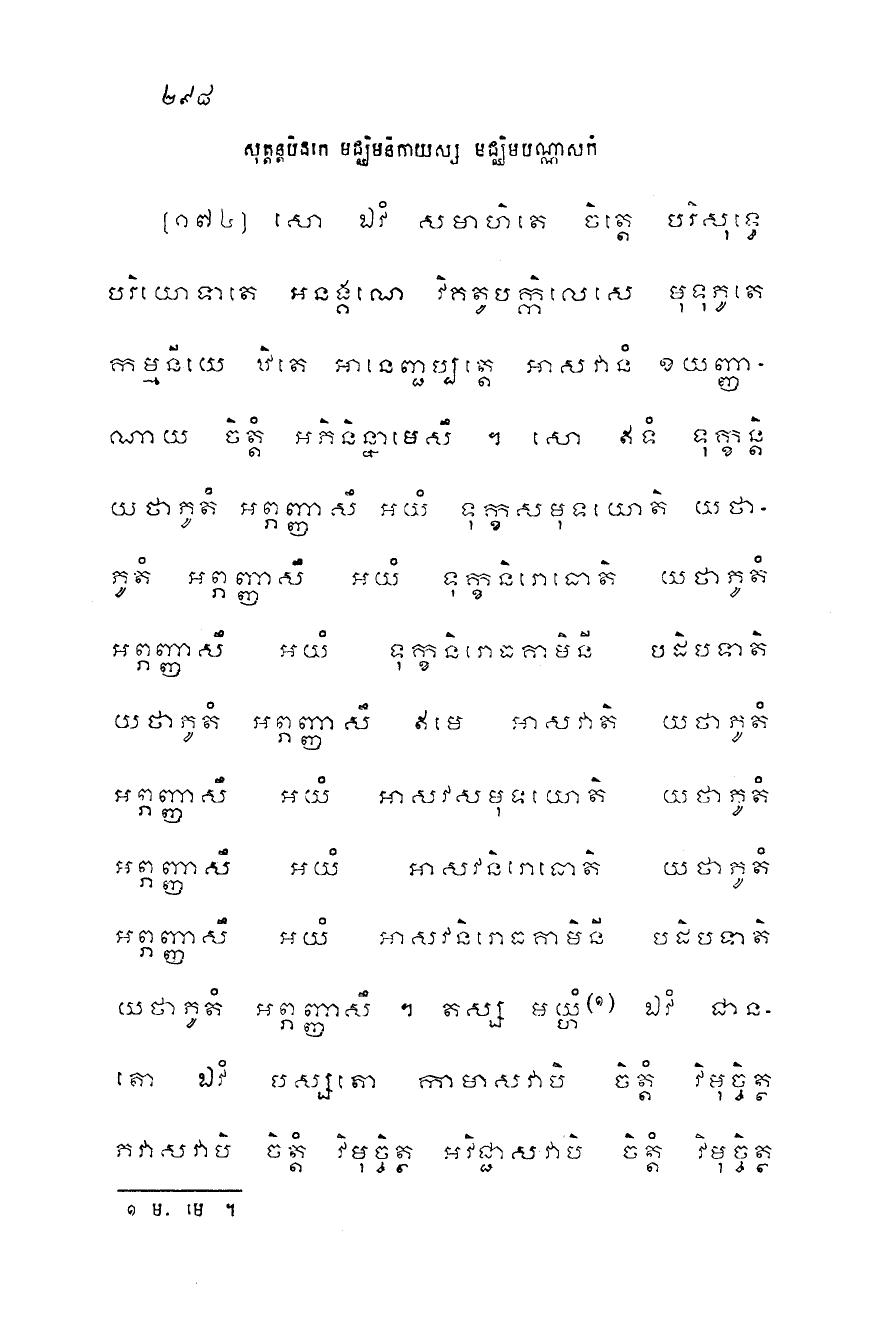 ២៩៨
សុត្តន្តបិដកេ មជ្ឈិមនិកាយស្ស មជ្ឈិមបណ្ណាសកំ
[១៧៤] សោ ឯវំ សមាហិតេ ចិត្តេ បរិសុទ្ធេ
បរិយោទាតេ អនង្គណេ វិគតូបក្កិលេសេ មុទុភូតេ
កម្មនីយេ ឋិតេ អានេញ្ជប្បត្តេ អាសវានំ ខយញ្ញា-
ណាយ ចិត្តំ អភិនិន្នាមេសឹ ។ សោ ឥទំ ទុក្ខន្តិ
យថាភូតំ អព្ភញ្ញាសឹ អយំ ទុក្ខសមុទយោតិ យថា-
ភូតំ អព្ភញ្ញាសឹ អយំ ទុក្ខនិរោធោតិ យថាភូតំ
អព្ភញ្ញាសឹ អយំ ទុក្ខនិរោធគាមិនី បដិបទាតិ
យថាភូតំ អព្ភញ្ញាសឹ ឥមេ អាសវាតិ យថាភូតំ
អព្ភញ្ញាសឹ អយំ អាសវសមុទយោតិ យថាភូតំ
អព្ភញ្ញាសឹ អយំ អាសវនិរោធោតិ យថាភូតំ
អព្ភញ្ញាសឹ អយំ អាសវនិរោធគាមិនី បដិបទាតិ
យថាភូតំ អព្ភញ្ញាសឹ ។ តស្ស មយ្ហំ(១) ឯវំ ជាន-
តោ ឯវំ បស្សតោ កាមាសវាបិ ចិត្តំ វិមុច្ចិត្ថ
ភវាសវាបិ ចិត្តំ វិមុច្ចិត្ថ អវិជ្ជាសវាបិ ចិត្តំ វិមុច្ចិត្ថ
១ ម. មេ ។